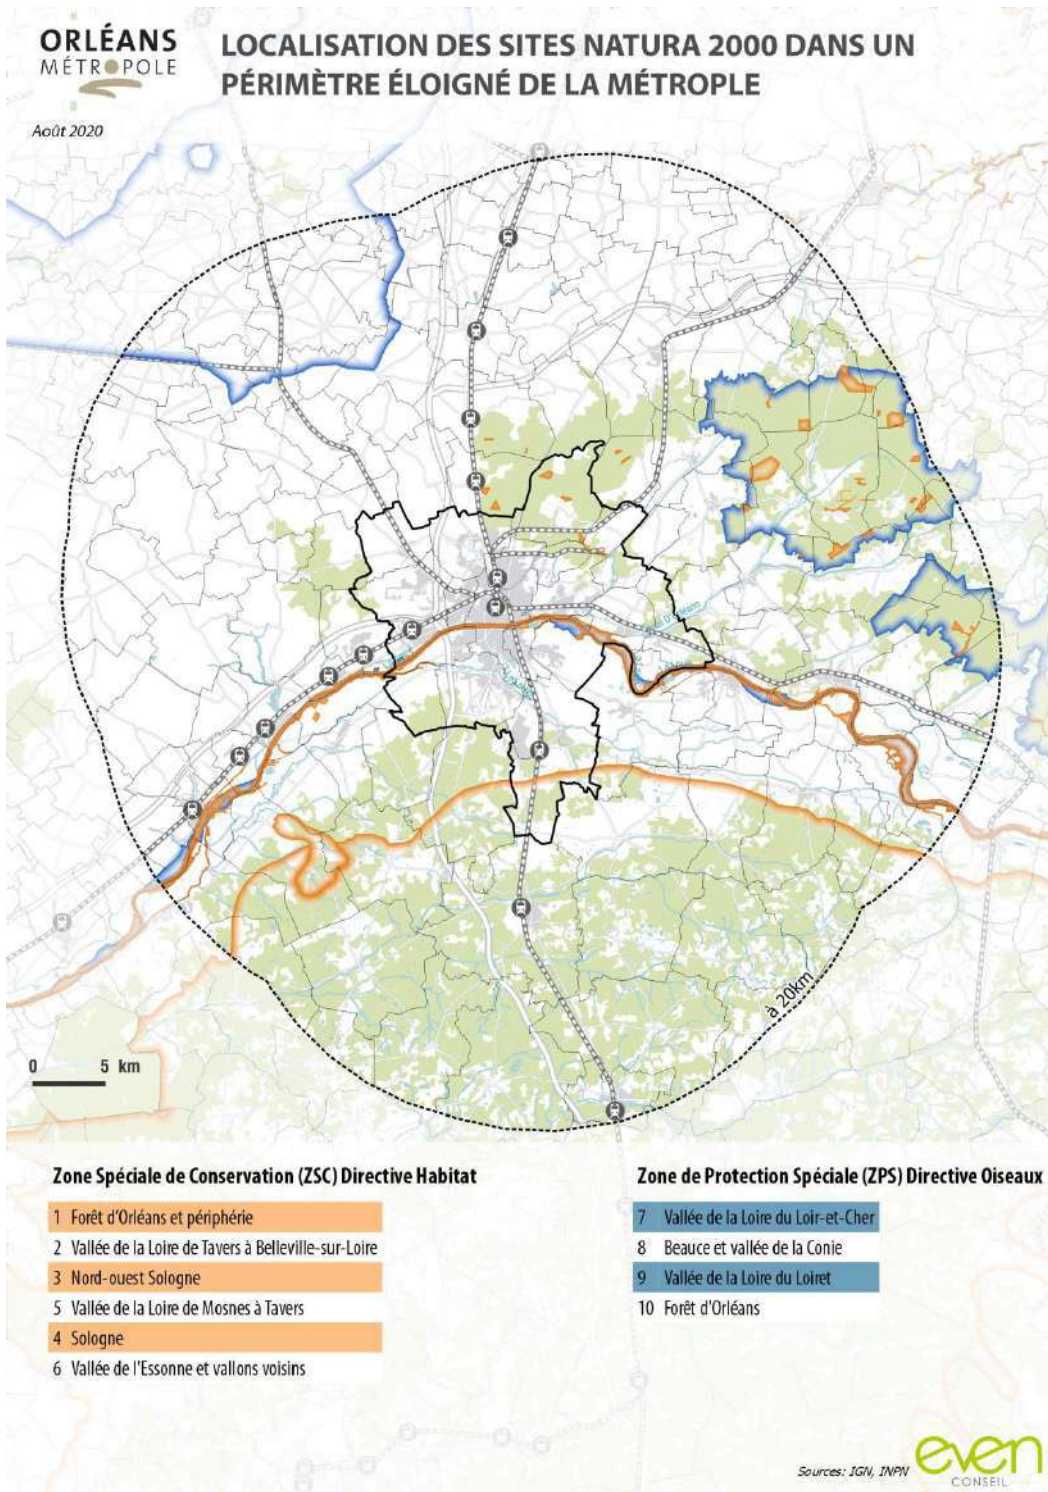 ORLÉANS
MÉTROPOLE
LOCALISATION DES SITES NATURA 2000 DANS UN
PÉRIMÈTRE ÉLOIGNÉ DE LA MÉTROPLE
Août 2020
à 20km
0 5 km
Zone Spéciale de Conservation (ZSC) Directive Habitat
1 Forêt d'Orléans et périphérie
2 Vallée de la Loire de Tavers à Belleville-sur-Loire
3 Nord-ouest Sologne
5 Vallée de la Loire de Mosnes à Tavers
4 Sologne
6 Vallée de l'Essonne et vallons voisins
Zone de Protection Spéciale (ZPS) Directive Oiseaux
7 Vallée de la Loire du Loir-et-Cher
8 Beauce et vallée de la Conie
9 Vallée de la Loire du Loiret
10 Forêt d'Orléans
Sources: IGN, INPN
even
CONSEIL